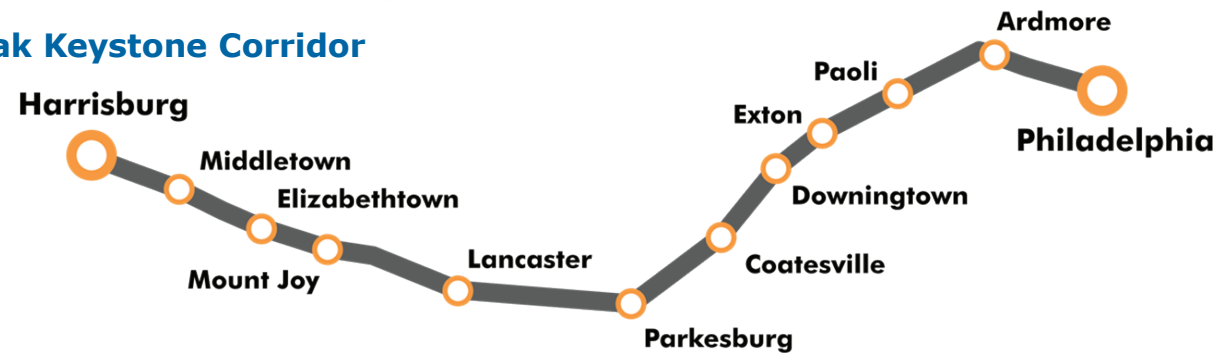 ak Keystone Corridor
Ardmore
Paoli
Harrisburg
Exton
Philadelphia
Middletown
Elizabethtown
Downingtown
Lancaster
Coatesville
Mount Joy
Parkesburg